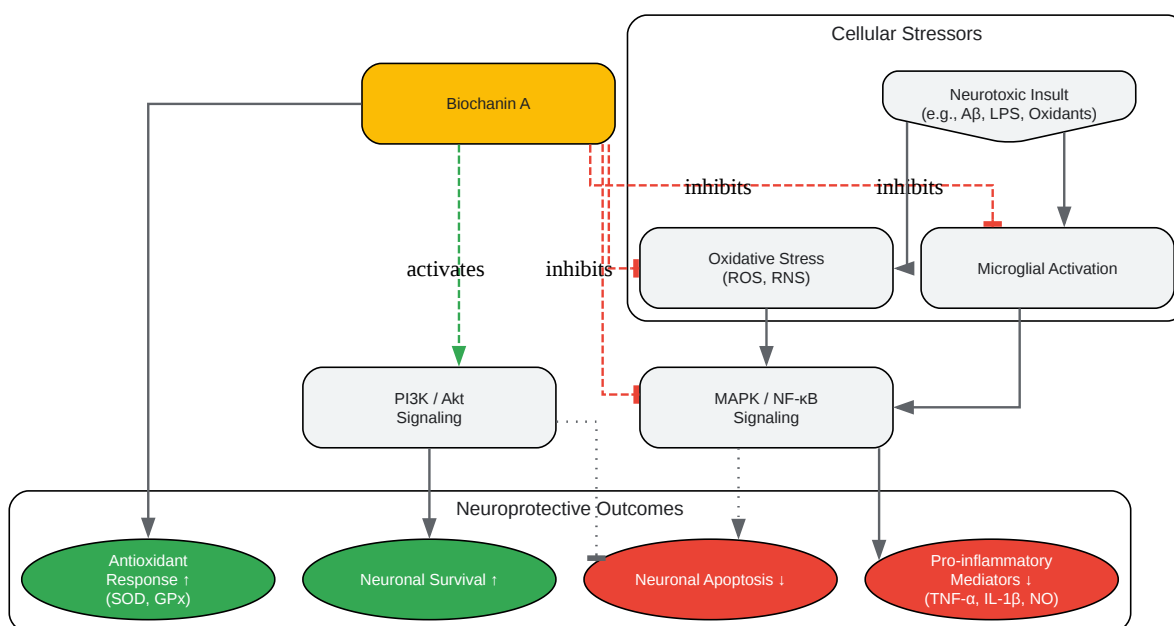 Cellular Stressors
Biochanin A
Neurotoxic Insult
(e.g., Aβ, LPS, Oxidants)
inhibits
inhibits
Oxidative Stress
(ROS, RNS)
Microglial Activation
activates
inhibits
PI3K / Akt
Signaling
MAPK / NF-κB
Signaling
Neuroprotective Outcomes
Antioxidant
Response ↑
(SOD, GPx)
Neuronal Survival ↑
Neuronal Apoptosis ↓
Pro-inflammatory
Mediators ↓
(TNF-α, IL-1β, NO)